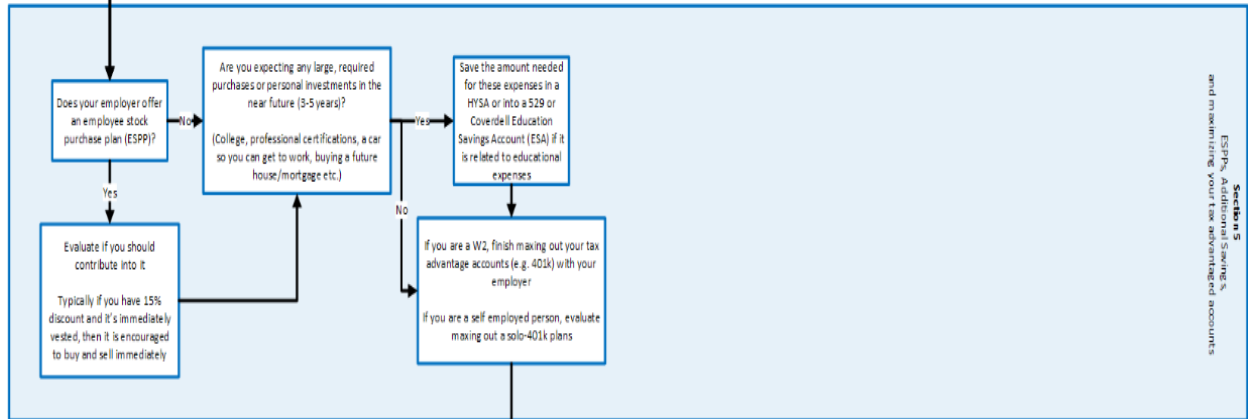 Does your employer offer
an employee stock
purchase plan (ESPP)?
No
Yes
Evaluate if you should
contribute into it
Typically if you have 15%
discount and it's immediately
vested, then it is encouraged
to buy and sell immediately
Are you expecting any large, required
purchases or personal investments in the
near future (3-5 years)?
(College, professional certifications, a car
so you can get to work, buying a future
house/mortgage etc.)
Yes
No
Save the amount needed
for these expenses in a
HYSA or into a 529 or
Coverdell Education
Savings Account (ESA) if it
is related to educational
expenses
If you are a W2, finish maxing out your tax
advantage accounts (e.g. 401k) with your
employer
If you are a self employed person, evaluate
maxing out a solo-401k plans
Section 5
ESPPs, Additional Savings,
and maximizing your tax advantaged accounts